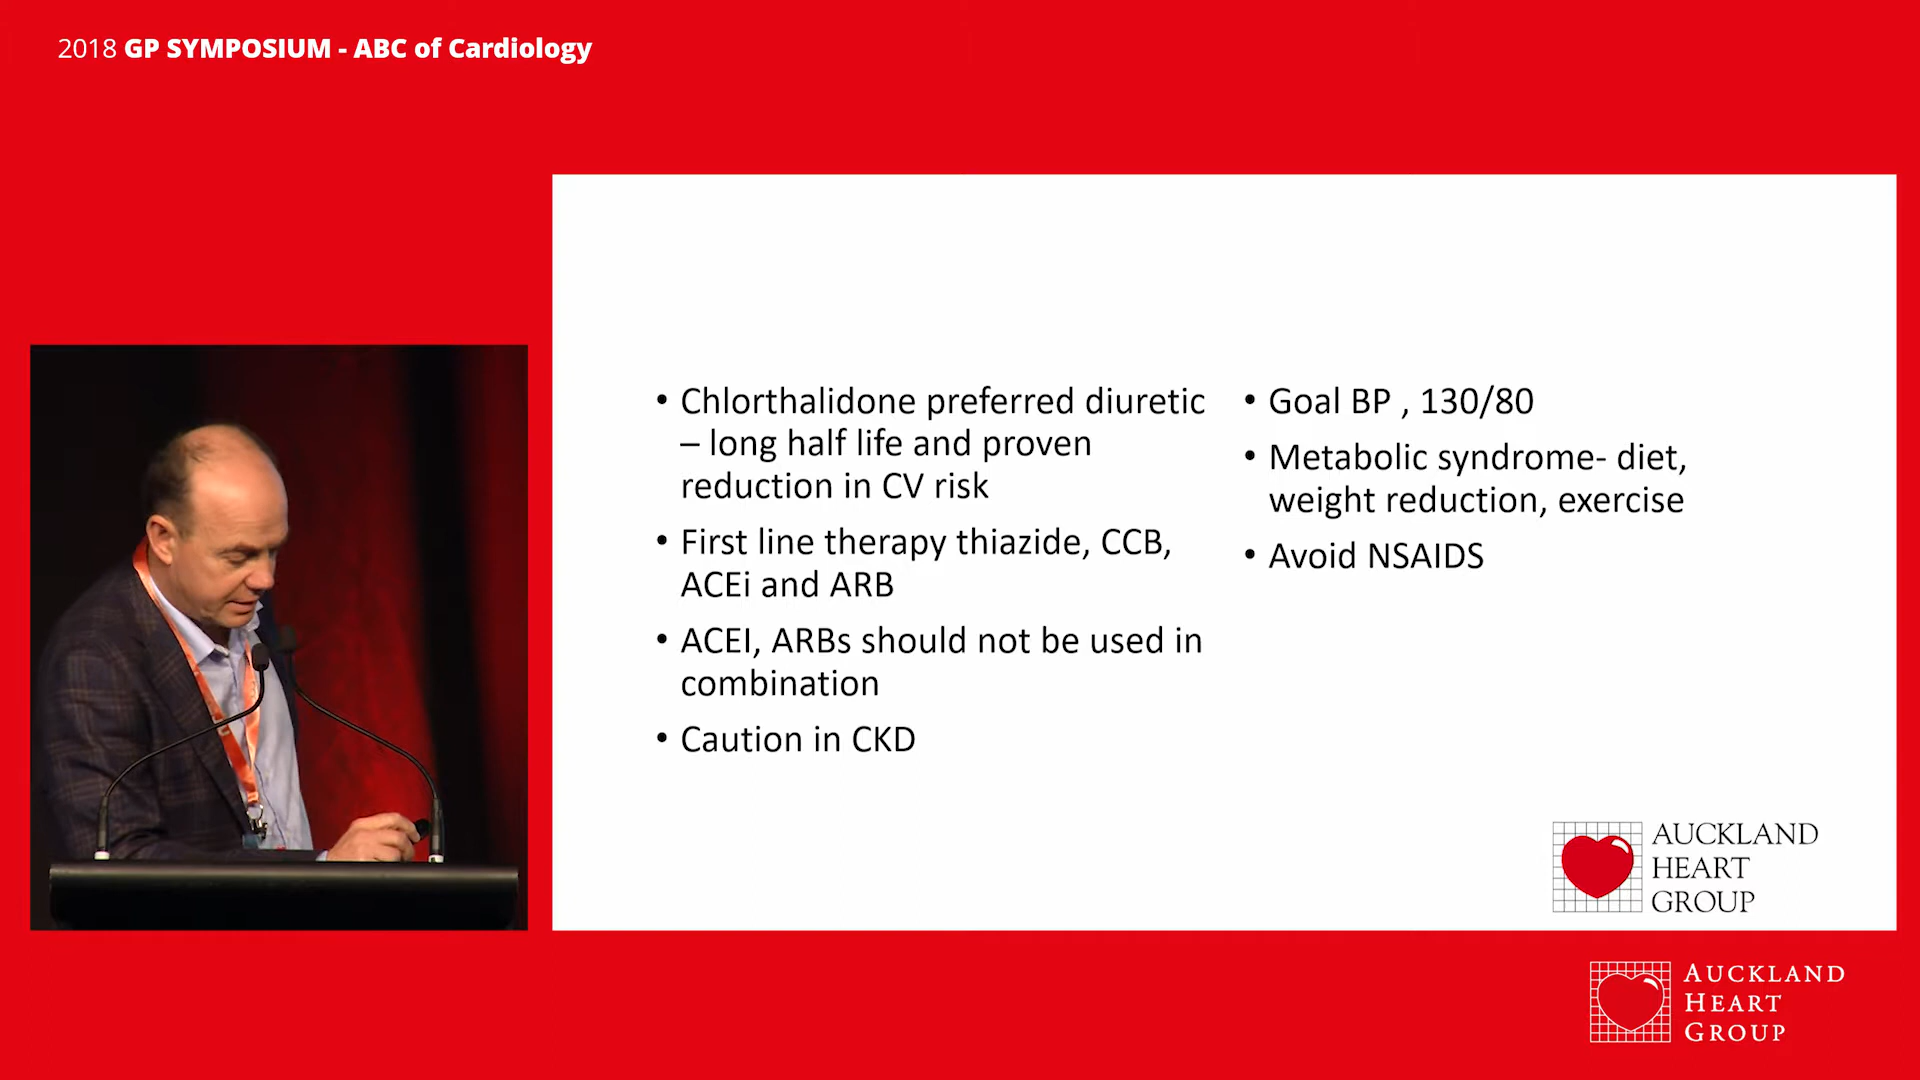 2018 GP SYMPOSIUM - ABC of Cardiology
• Chlorthalidone preferred diuretic
– long half life and proven
reduction in CV risk
• First line therapy thiazide, CCB,
ACEi and ARB
• ACEI, ARBs should not be used in
combination
• Caution in CKD
• Goal BP , 130/80
• Metabolic syndrome- diet,
weight reduction, exercise
• Avoid NSAIDS
AUCKLAND
HEART
GROUP
AUCKLAND
HEART
GROUP